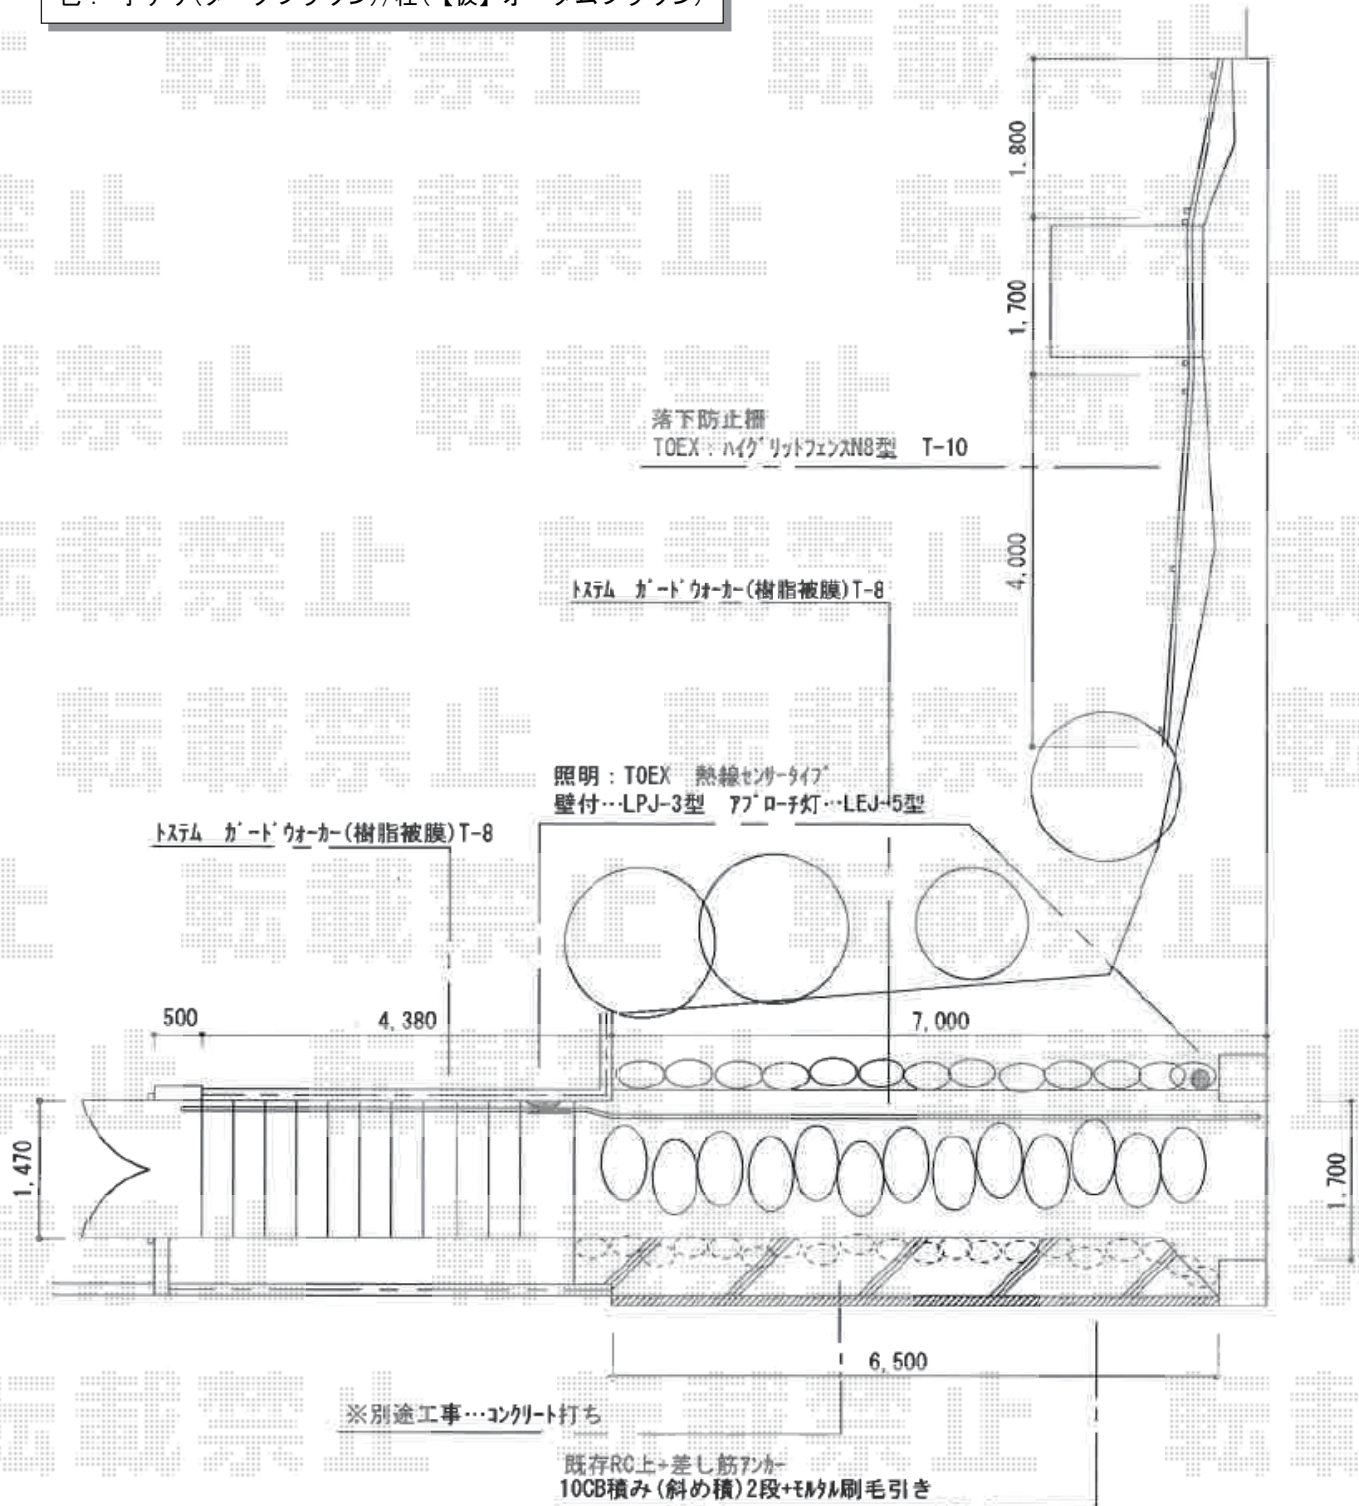 1,800
1,700
落下防止柵
TOEX：ﾊｲｸﾞﾘｯﾄﾌｪﾝｽN8型 T-10
4,000
ﾄｽﾃﾑ ｶﾞｰﾄﾞｳｫｰｶｰ(樹脂被膜)T-8
照明：TOEX 熱線ｾﾝｻｰﾀｲﾌﾟ
壁付…LPJ-3型 ｱﾌﾟﾛｰﾁ灯…LEJ-5型
ﾄｽﾃﾑ ｶﾞｰﾄﾞｳｫｰｶｰ(樹脂被膜)T-8
500
4,380
7,000
1,470
1,700
6,500
※別途工事…ｺﾝｸﾘｰﾄ打ち
既存RC上+差し筋ｱﾝｶｰ
10CB積み(斜め積)2段+ﾓﾙﾀﾙ刷毛引き
転載禁止